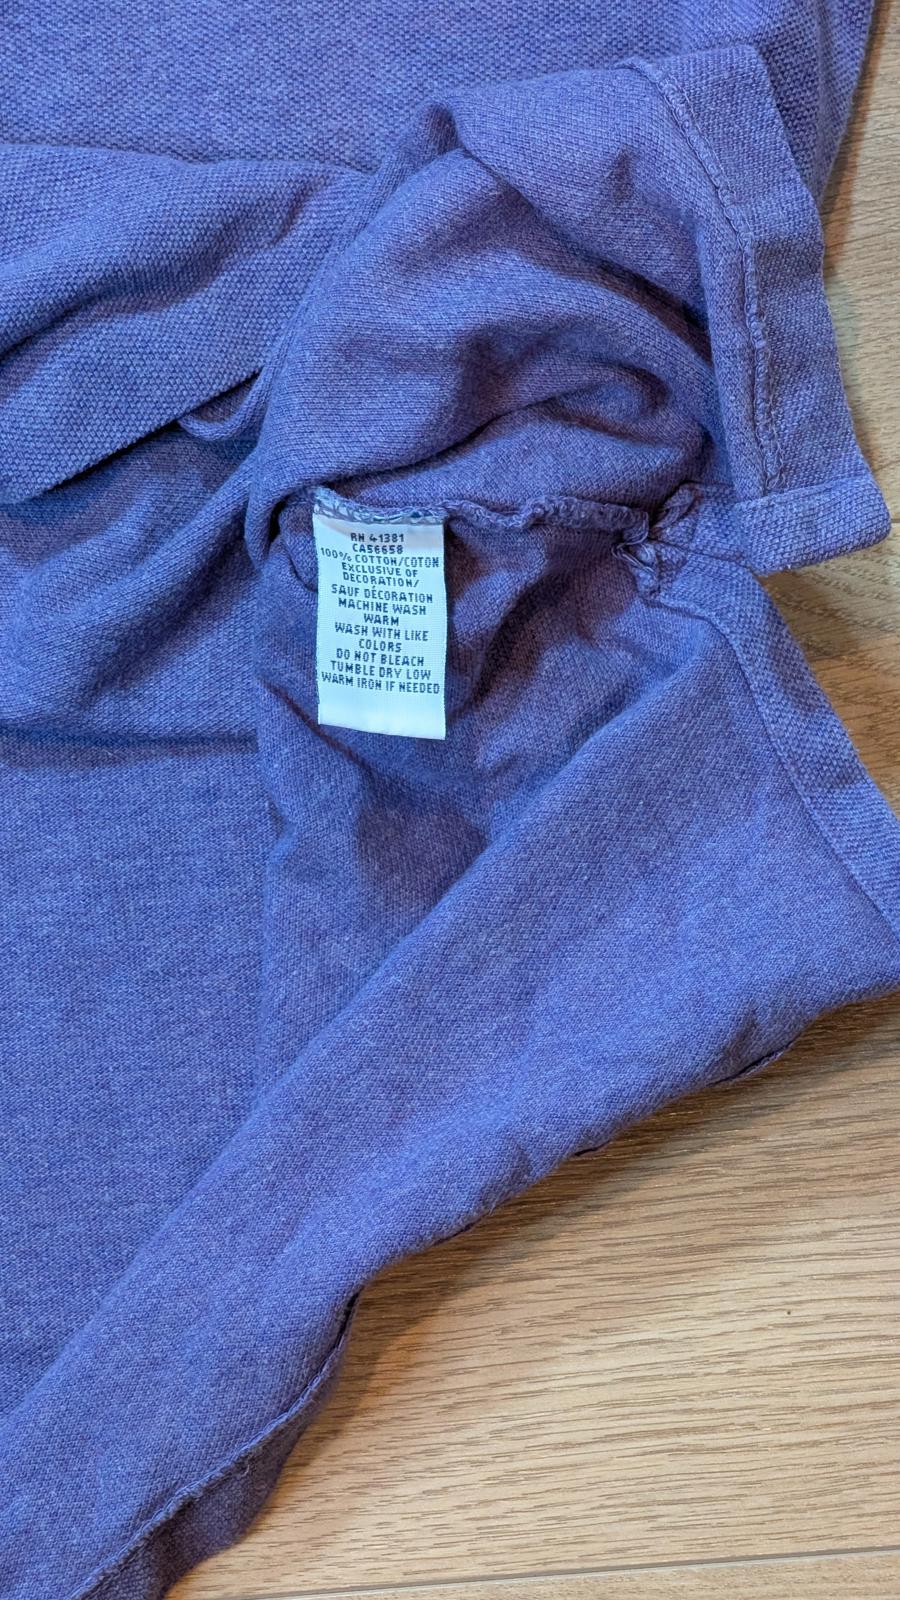 RN 41381
CA56658
100% COTTON/COTON
EXCLUSIVE OF
DECORATION/
SAUF DÉCORATION
MACHINE WASH
WARM
WASH WITH LIKE
COLORS
DO NOT BLEACH
TUMBLE DRY LOW
WARM IRON IF NEEDED